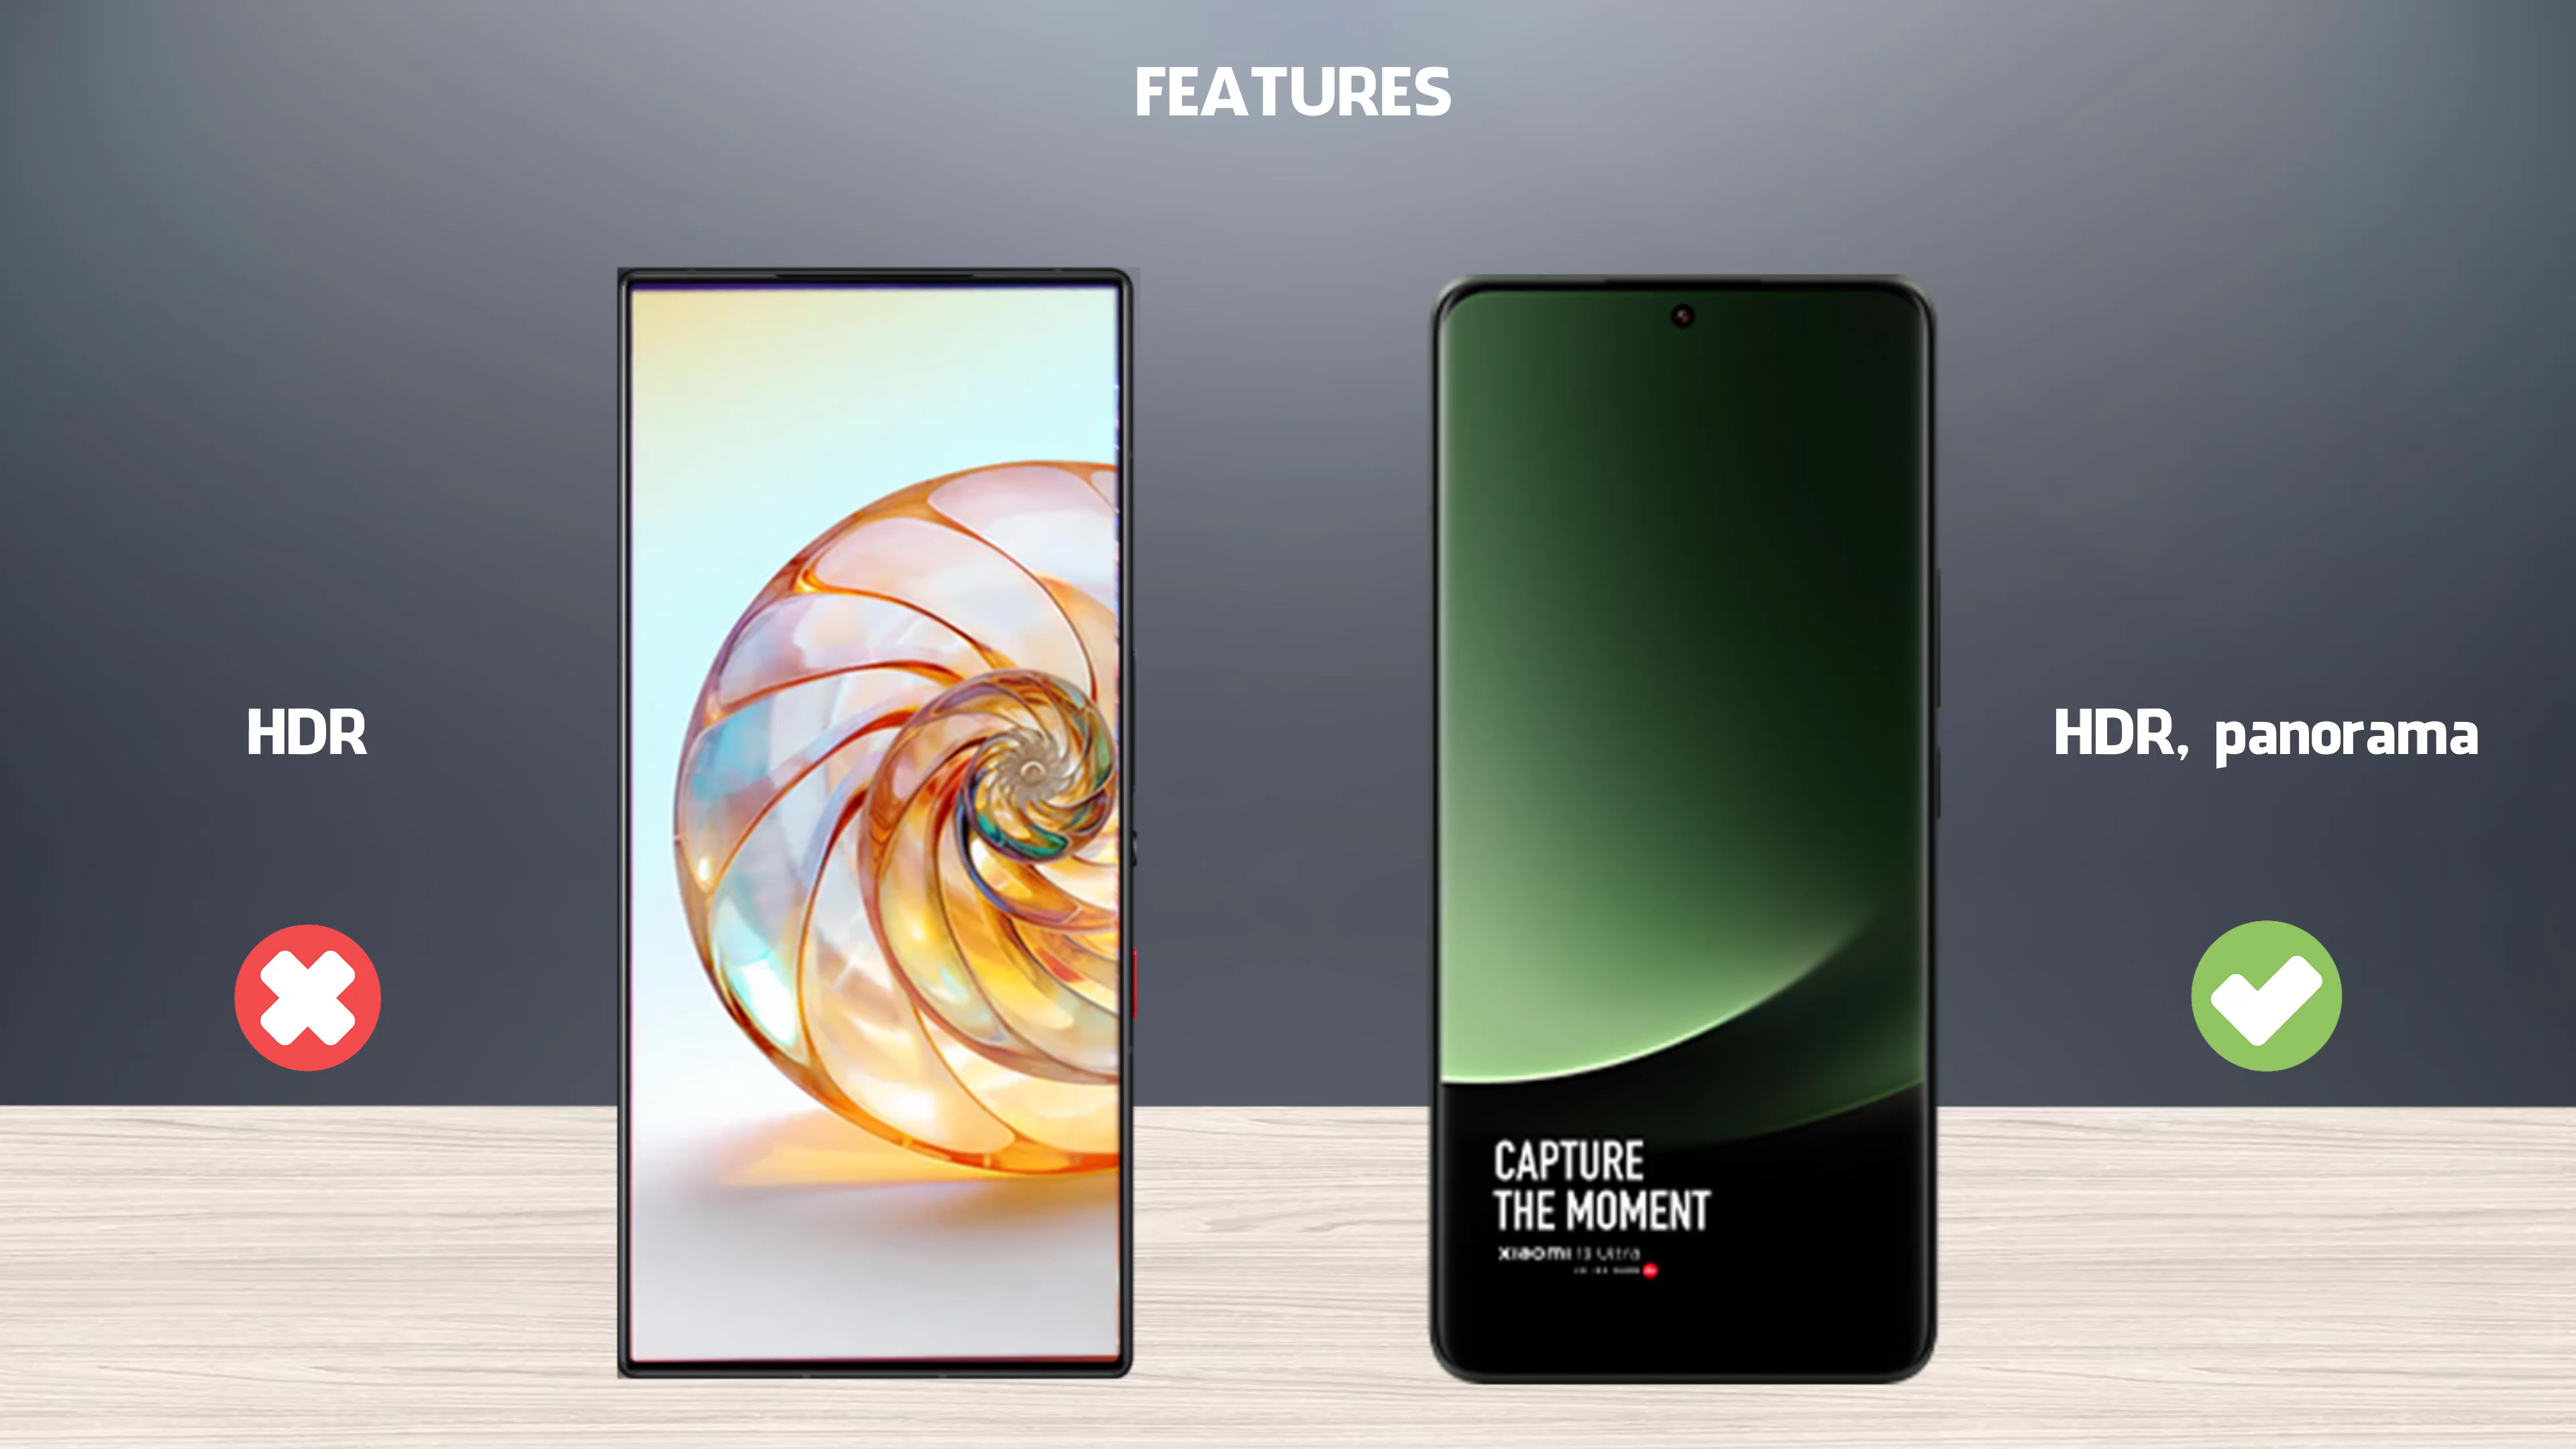 FEATURES
HDR
HDR, panorama
CAPTURE
THE MOMENT
xiaomi 13 Ultra